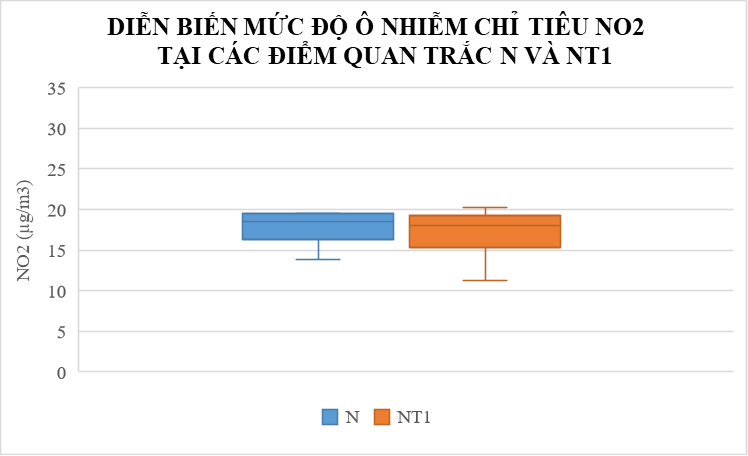 DIỄN BIẾN MỨC ĐỘ Ô NHIỄM CHỈ TIÊU NO2
TẠI CÁC ĐIỂM QUAN TRẮC N VÀ NT1
35
30
25
20
15
10
5
0
NO2 (µg/m3)
N NT1